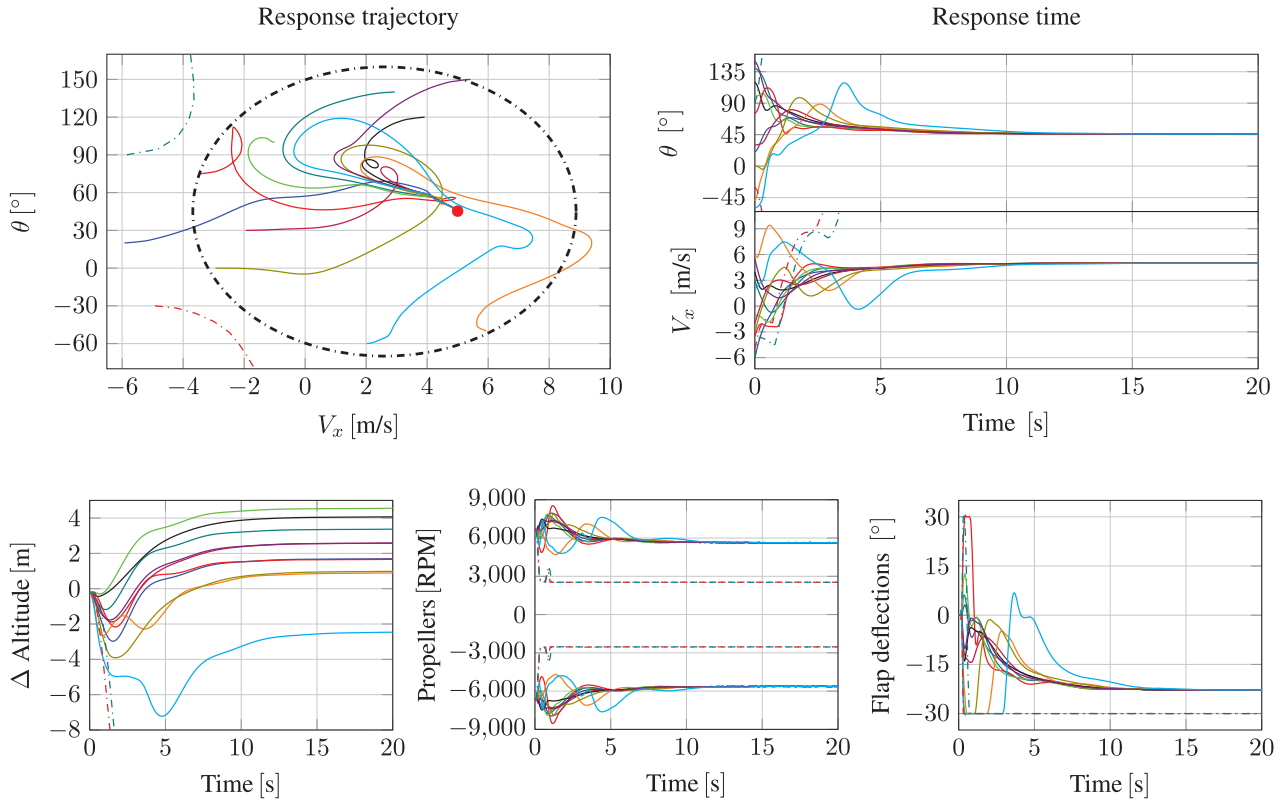 Response trajectory
Response time
150
120
90
60
30
0
−30
−60
θ [°]
−6 −4 −2 0 2 4 6 8 10
V_x [m/s]
135
90
45
0
−45
θ [°]
9
6
3
0
−3
−6
V_x [m/s]
0 5 10 15 20
Time [s]
4
2
0
−2
−4
−6
−8
Δ Altitude [m]
0 5 10 15 20
Time [s]
9,000
6,000
3,000
0
−3,000
−6,000
−9,000
Propellers [RPM]
0 5 10 15 20
Time [s]
30
15
0
−15
−30
Flap deflections [°]
0 5 10 15 20
Time [s]